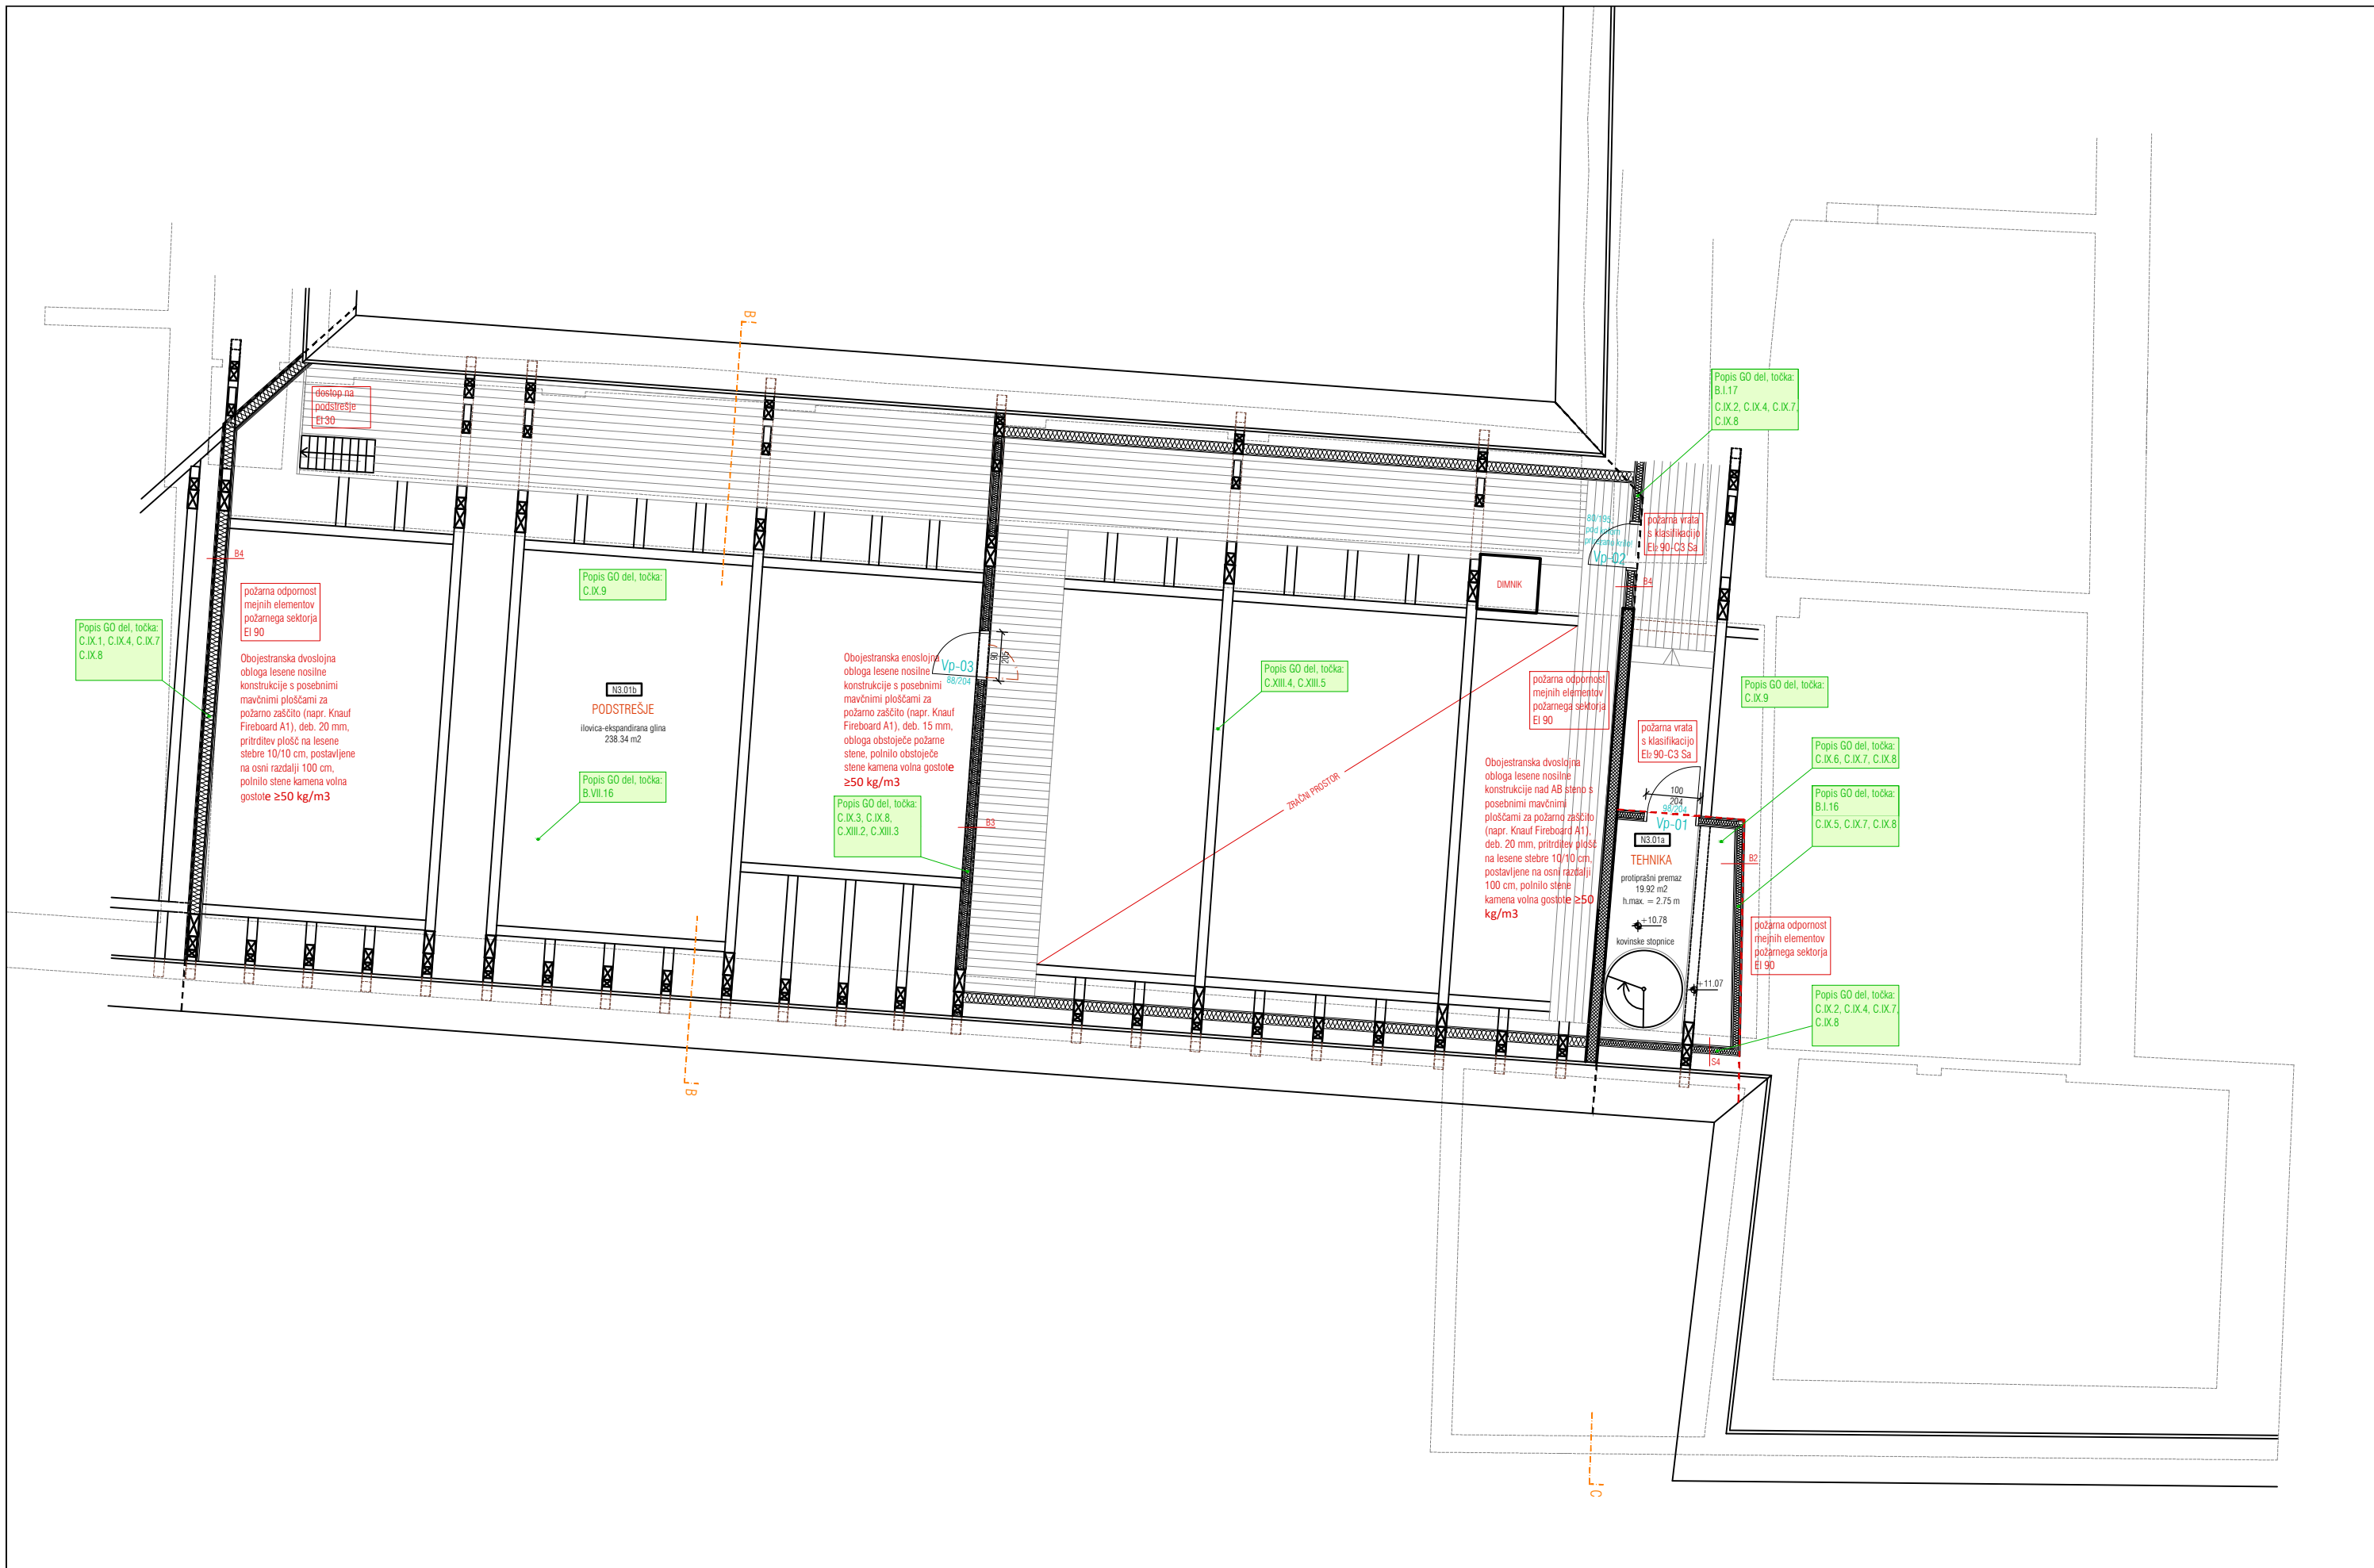 B'
dostop na
podstrešje
EI 30
Popis GO del, točka:
B.I.17
C.IX.2, C.IX.4, C.IX.7,
C.IX.8
80/195,
Vp-02
požarna vrata
s klasifikacijo
EI₂ 90-C3 Sa
B4
DIMNIK
B4
Popis GO del, točka:
C.IX.9
požarna odpornost
mejnih elementov
požarnega sektorja
EI 90
Popis GO del, točka:
C.IX.1, C.IX.4, C.IX.7
C.IX.8
Obojestranska dvoslojna
obloga lesene nosilne
konstrukcije s posebnimi
mavčnimi ploščami za
požarno zaščito (napr. Knauf
Fireboard A1), deb. 20 mm,
pritrditev plošč na lesene
stebre 10/10 cm, postavljene
na osni razdalji 100 cm,
polnilo stene kamena volna
gostote ≥50 kg/m3
N3.01b
PODSTREŠJE
ilovica-ekspandirana glina
238.34 m2
Popis GO del, točka:
B.VII.16
Obojestranska enoslojna
obloga lesene nosilne
konstrukcije s posebnimi
mavčnimi ploščami za
požarno zaščito (napr. Knauf
Fireboard A1), deb. 15 mm,
obloga obstoječe požarne
stene, polnilo obstoječe
stene kamena volna gostote
≥50 kg/m3
Vp-03
88/204
90
205
Popis GO del, točka:
C.IX.3, C.IX.8,
C.XIII.2, C.XIII.3
B3
Popis GO del, točka:
C.XIII.4, C.XIII.5
ZRAČNI PROSTOR
požarna odpornost
mejnih elementov
požarnega sektorja
EI 90
Obojestranska dvoslojna
obloga lesene nosilne
konstrukcije nad AB steno s
posebnimi mavčnimi
ploščami za požarno zaščito
(napr. Knauf Fireboard A1),
deb. 20 mm, pritrditev plošč
na lesene stebre 10/10 cm,
postavljene na osni razdalji
100 cm, polnilo stene
kamena volna gostote ≥50
kg/m3
Popis GO del, točka:
C.IX.9
požarna vrata
s klasifikacijo
EI₂ 90-C3 Sa
100
204
98/204
Vp-01
N3.01a
TEHNIKA
protiprašni premaz
19.92 m2
h.max. = 2.75 m
+10.78
kovinske stopnice
+11.07
Popis GO del, točka:
C.IX.6, C.IX.7, C.IX.8
Popis GO del, točka:
B.I.16
C.IX.5, C.IX.7, C.IX.8
B2
požarna odpornost
mejnih elementov
požarnega sektorja
EI 90
Popis GO del, točka:
C.IX.2, C.IX.4, C.IX.7,
C.IX.8
S4
B
C